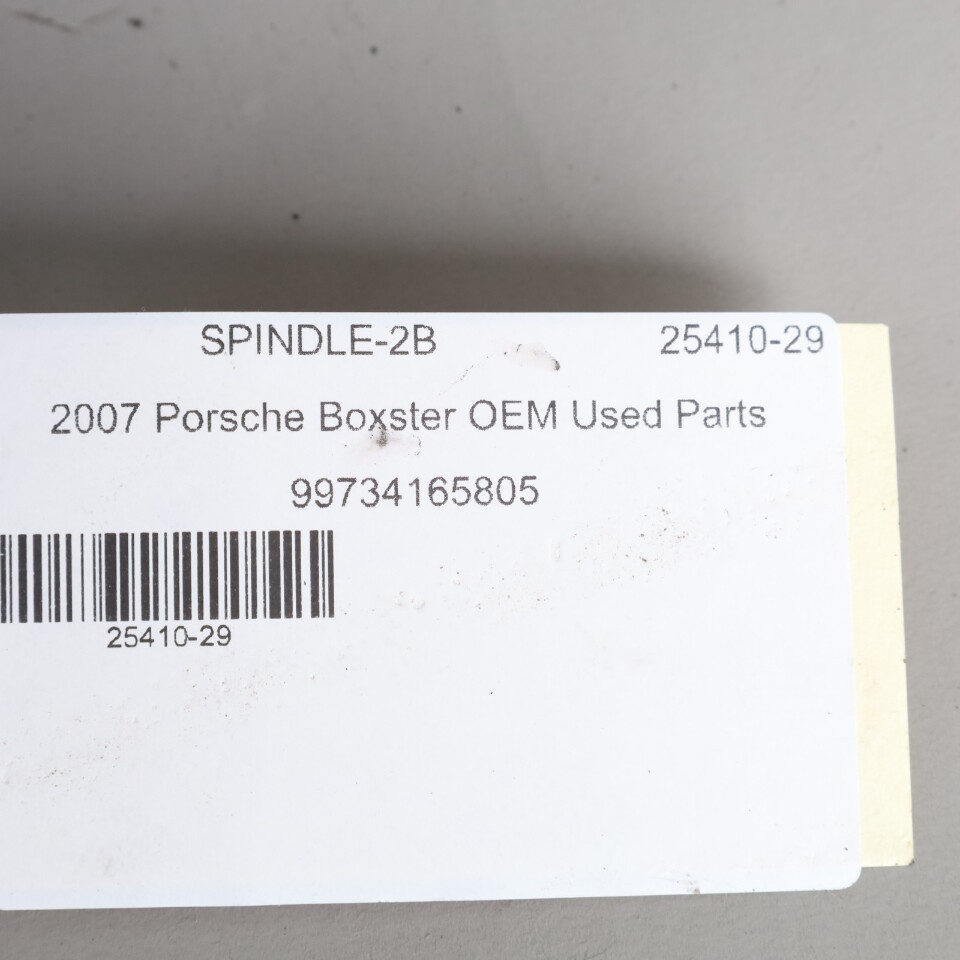 SPINDLE-2B 25410-29
2007 Porsche Boxster OEM Used Parts
99734165805
25410-29